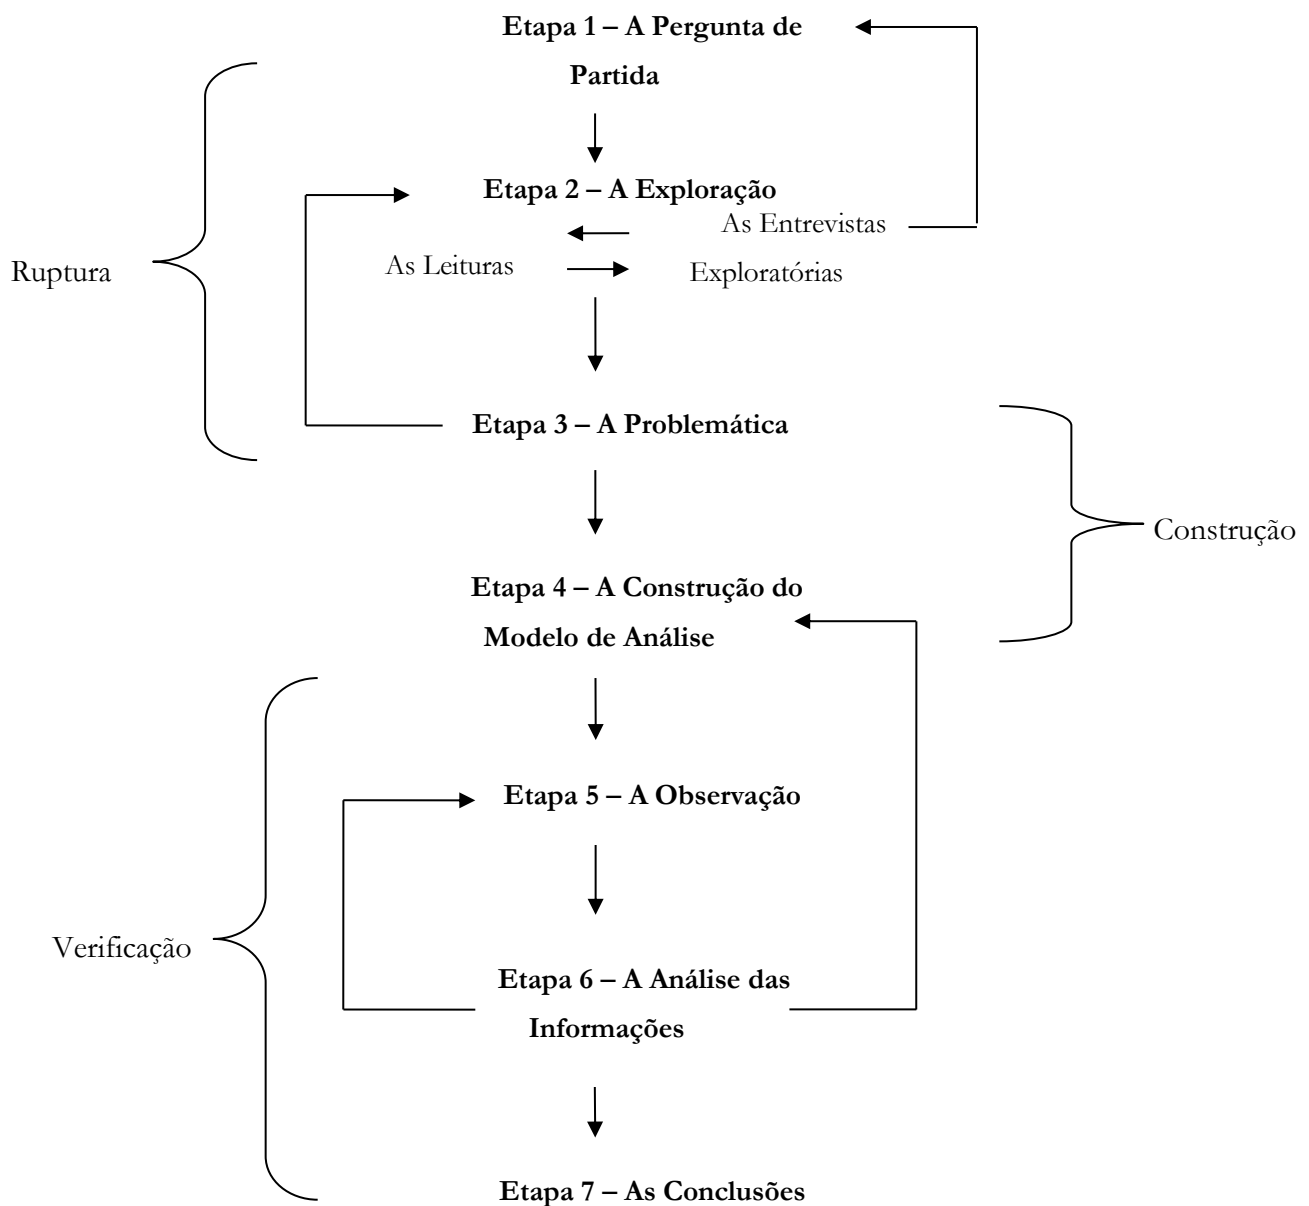 Etapa 1 – A Pergunta de
Partida
Etapa 2 – A Exploração
As Entrevistas
As Leituras
Exploratórias
Ruptura
Etapa 3 – A Problemática
Construção
Etapa 4 – A Construção do
Modelo de Análise
Etapa 5 – A Observação
Verificação
Etapa 6 – A Análise das
Informações
Etapa 7 – As Conclusões